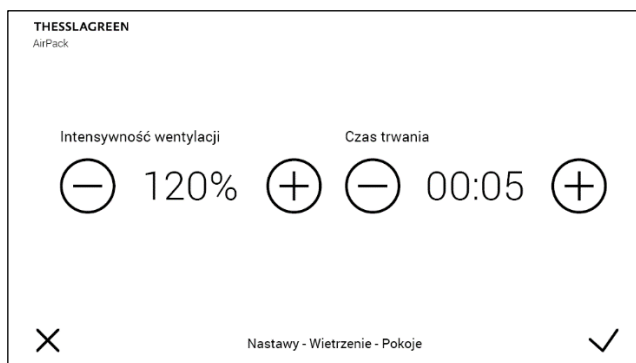 THESSLAGREEN
AirPack
Intensywność wentylacji
Czas trwania
120%
00:05
Nastawy - Wietrzenie - Pokoje